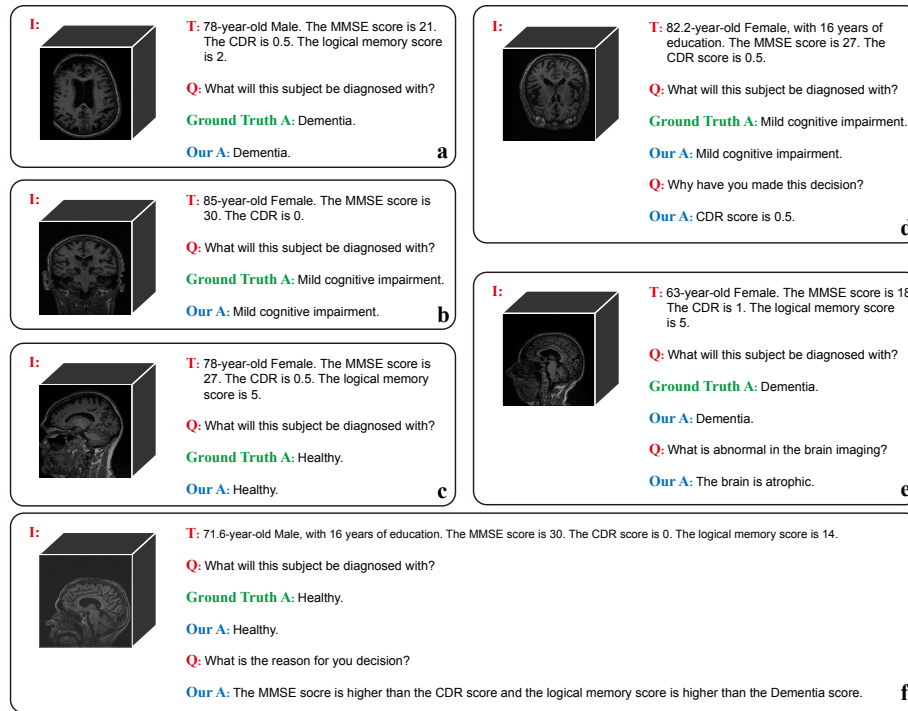 I:
T: 78-year-old Male. The MMSE score is 21.
The CDR is 0.5. The logical memory score
is 2.
Q: What will this subject be diagnosed with?
Ground Truth A: Dementia.
Our A: Dementia.
a
I:
T: 85-year-old Female. The MMSE score is
30. The CDR is 0.
Q: What will this subject be diagnosed with?
Ground Truth A: Mild cognitive impairment.
Our A: Mild cognitive impairment.
b
I:
T: 78-year-old Female. The MMSE score is
27. The CDR is 0.5. The logical memory
score is 5.
Q: What will this subject be diagnosed with?
Ground Truth A: Healthy.
Our A: Healthy.
c
I:
T: 82.2-year-old Female, with 16 years of
education. The MMSE score is 27. The
CDR score is 0.5.
Q: What will this subject be diagnosed with?
Ground Truth A: Mild cognitive impairment.
Our A: Mild cognitive impairment.
Q: Why have you made this decision?
Our A: CDR score is 0.5.
d
I:
T: 63-year-old Female. The MMSE score is 18
The CDR is 1. The logical memory score
is 5.
Q: What will this subject be diagnosed with?
Ground Truth A: Dementia.
Our A: Dementia.
Q: What is abnormal in the brain imaging?
Our A: The brain is atrophic.
e
I:
T: 71.6-year-old Male, with 16 years of education. The MMSE score is 30. The CDR score is 0. The logical memory score is 14.
Q: What will this subject be diagnosed with?
Ground Truth A: Healthy.
Our A: Healthy.
Q: What is the reason for you decision?
Our A: The MMSE socre is higher than the CDR score and the logical memory score is higher than the Dementia score.
f